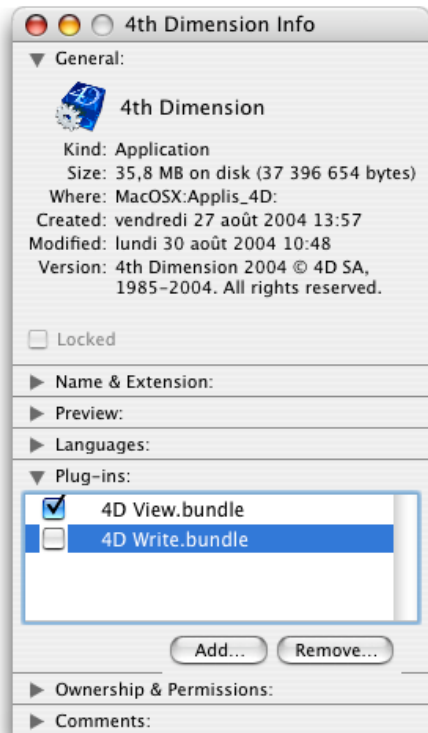 4th Dimension Info
General:
4th Dimension
Kind: Application
Size: 35,8 MB on disk (37 396 654 bytes)
Where: MacOSX:Applis_4D:
Created: vendredi 27 août 2004 13:57
Modified: lundi 30 août 2004 10:48
Version: 4th Dimension 2004 © 4D SA,
1985-2004. All rights reserved.
Locked
Name & Extension:
Preview:
Languages:
Plug-ins:
4D View.bundle
4D Write.bundle
Add... Remove...
Ownership & Permissions:
Comments: